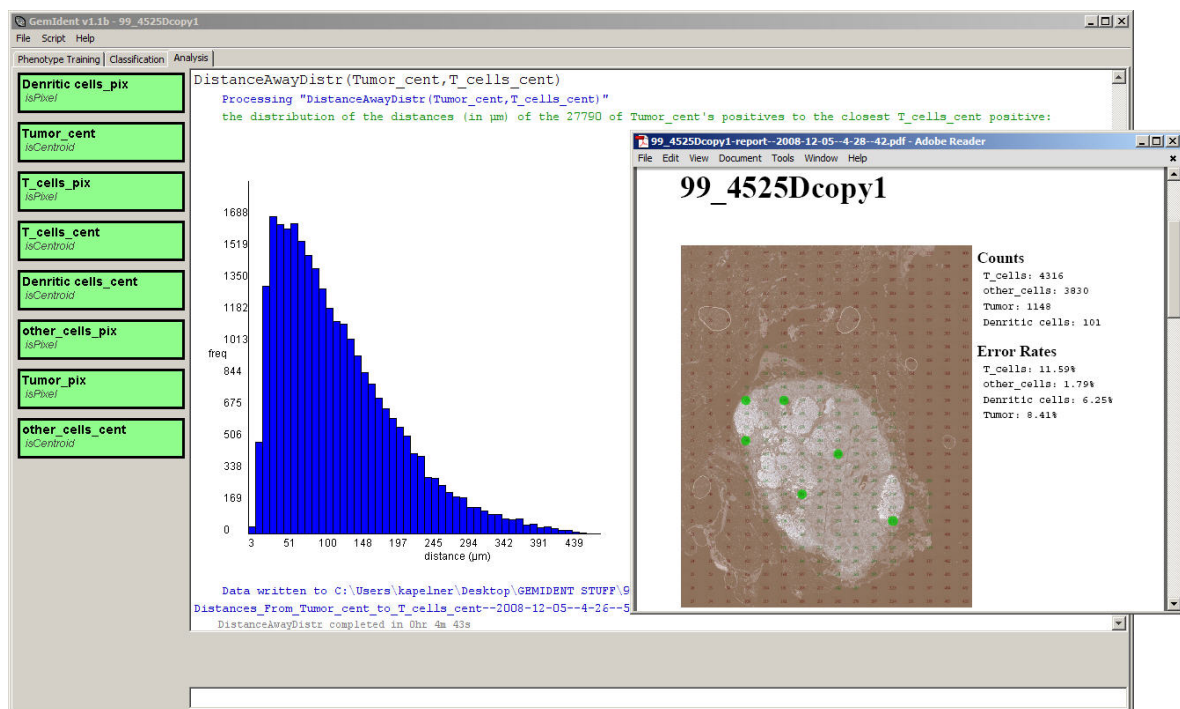 GemIdent v1.1b - 99_4525Dcopy1
File Script Help
Phenotype Training Classification Analysis
Denritic cells_pix
isPixel
Tumor_cent
isCentroid
T_cells_pix
isPixel
T_cells_cent
isCentroid
Denritic cells_cent
isCentroid
other_cells_pix
isPixel
Tumor_pix
isPixel
other_cells_cent
isCentroid
DistanceAwayDistr(Tumor_cent,T_cells_cent)
Processing "DistanceAwayDistr(Tumor_cent,T_cells_cent)"
the distribution of the distances (in µm) of the 27790 of Tumor_cent's positives to the closest T_cells_cent positive:
1688
1519
1350
1182
1013
freq
844
675
506
338
169
0
3 51 100 148 197 245 294 342 391 439
distance (µm)
Data written to C:\Users\kapelner\Desktop\GEMIDENT STUFF\9
Distances_From_Tumor_cent_to_T_cells_cent--2008-12-05--4-26--5
DistanceAwayDistr completed in 0hr 4m 43s
99_4525Dcopy1-report--2008-12-05--4-28--42.pdf - Adobe Reader
File Edit View Document Tools Window Help
99_4525Dcopy1
Counts
T_cells: 4316
other_cells: 3830
Tumor: 1148
Denritic cells: 101
Error Rates
T_cells: 11.59%
other_cells: 1.79%
Denritic cells: 6.25%
Tumor: 8.41%